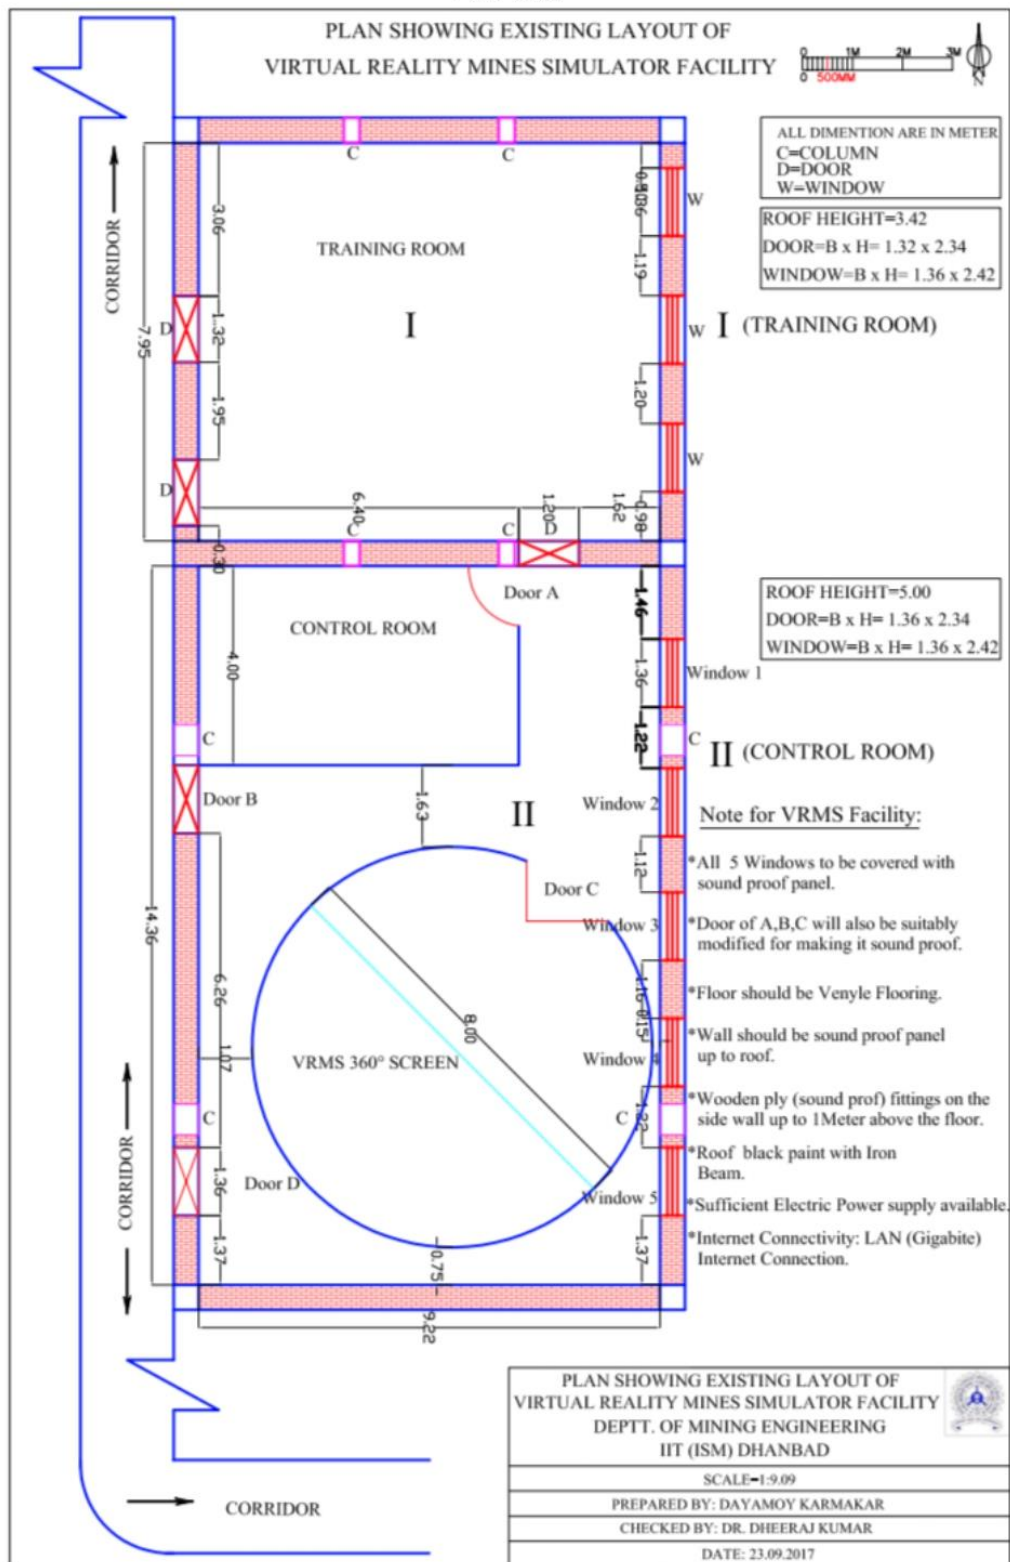 PLAN SHOWING EXISTING LAYOUT OF
VIRTUAL REALITY MINES SIMULATOR FACILITY
0 1M 2M 3M
0 500MM
N
ALL DIMENTION ARE IN METER
C=COLUMN
D=DOOR
W=WINDOW
ROOF HEIGHT=3.42
DOOR=B x H= 1.32 x 2.34
WINDOW=B x H= 1.36 x 2.42
C
C
CORRIDOR
3.06
TRAINING ROOM
W
1.19
I
D
1.32
7.95
W
I (TRAINING ROOM)
1.95
1.20
W
D
6.40
1.20
1.62
0.98
C
C
D
0.30
Door A
CONTROL ROOM
4.00
1.46
ROOF HEIGHT=5.00
DOOR=B x H= 1.36 x 2.34
WINDOW=B x H= 1.36 x 2.42
1.36
Window 1
C
1.22
C
II (CONTROL ROOM)
Door B
1.63
II
Window 2
Note for VRMS Facility:
1.12
*All 5 Windows to be covered with
sound proof panel.
Door C
14.36
Window 3
*Door of A,B,C will also be suitably
modified for making it sound proof.
6.26
1.16
0.15
*Floor should be Venyle Flooring.
8.00
1.07
VRMS 360° SCREEN
Window 4
*Wall should be sound proof panel
up to roof.
C
C
1.22
*Wooden ply (sound prof) fittings on the
side wall up to 1Meter above the floor.
CORRIDOR
1.36
Door D
*Roof black paint with Iron
Beam.
Window 5
*Sufficient Electric Power supply available.
1.37
0.75
1.37
*Internet Connectivity: LAN (Gigabite)
Internet Connection.
9.22
PLAN SHOWING EXISTING LAYOUT OF
VIRTUAL REALITY MINES SIMULATOR FACILITY
DEPTT. OF MINING ENGINEERING
IIT (ISM) DHANBAD
SCALE=1:9.09
PREPARED BY: DAYAMOY KARMAKAR
CHECKED BY: DR. DHEERAJ KUMAR
DATE: 23.09.2017
CORRIDOR